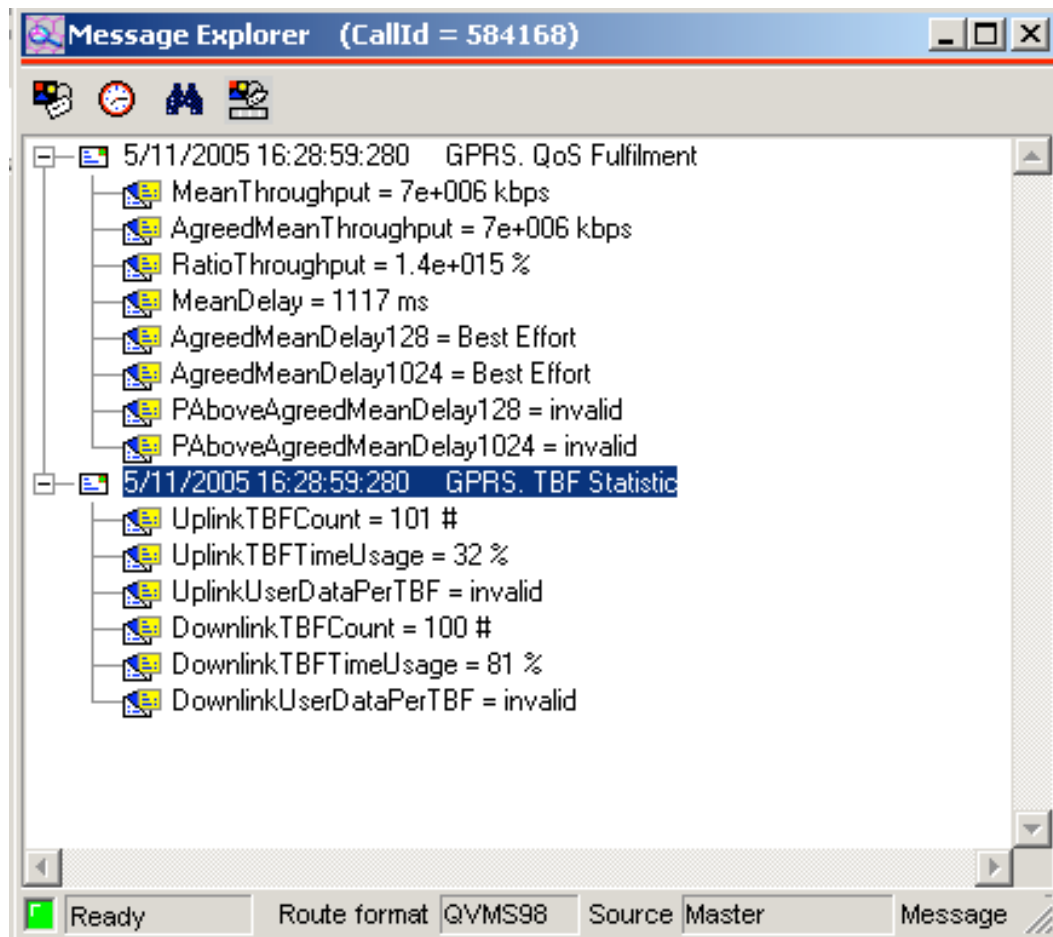 Message Explorer (CallId = 584168)
5/11/2005 16:28:59:280 GPRS. QoS Fulfilment
MeanThroughput = 7e+006 kbps
AgreedMeanThroughput = 7e+006 kbps
RatioThroughput = 1.4e+015 %
MeanDelay = 1117 ms
AgreedMeanDelay128 = Best Effort
AgreedMeanDelay1024 = Best Effort
PAboveAgreedMeanDelay128 = invalid
PAboveAgreedMeanDelay1024 = invalid
5/11/2005 16:28:59:280 GPRS. TBF Statistic
UplinkTBFCount = 101 #
UplinkTBFTimeUsage = 32 %
UplinkUserDataPerTBF = invalid
DownlinkTBFCount = 100 #
DownlinkTBFTimeUsage = 81 %
DownlinkUserDataPerTBF = invalid
Ready Route format QVMS98 Source Master Message